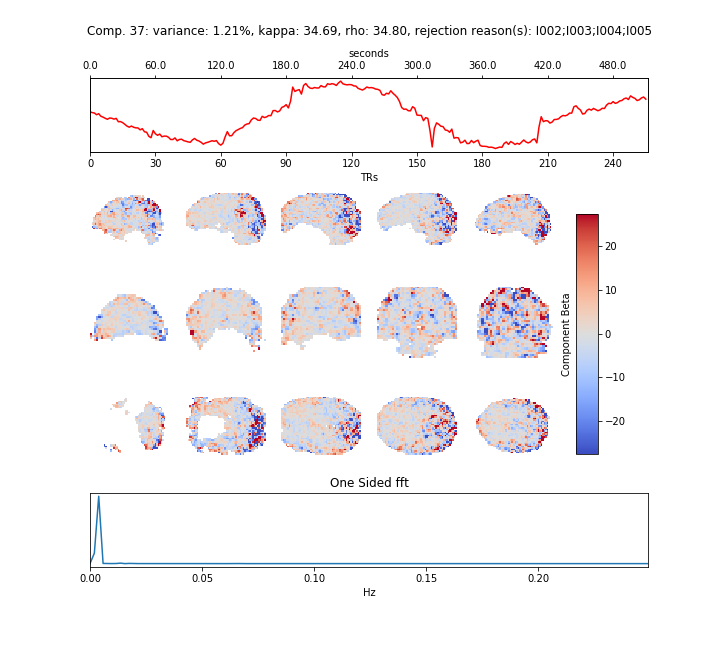 Comp. 37: variance: 1.21%, kappa: 34.69, rho: 34.80, rejection reason(s): I002;I003;I004;I005
seconds
0.0 60.0 120.0 180.0 240.0 300.0 360.0 420.0 480.0
0 30 60 90 120 150 180 210 240
TRs
20
10
0
−10
−20
Component Beta
One Sided fft
0.00 0.05 0.10 0.15 0.20
Hz